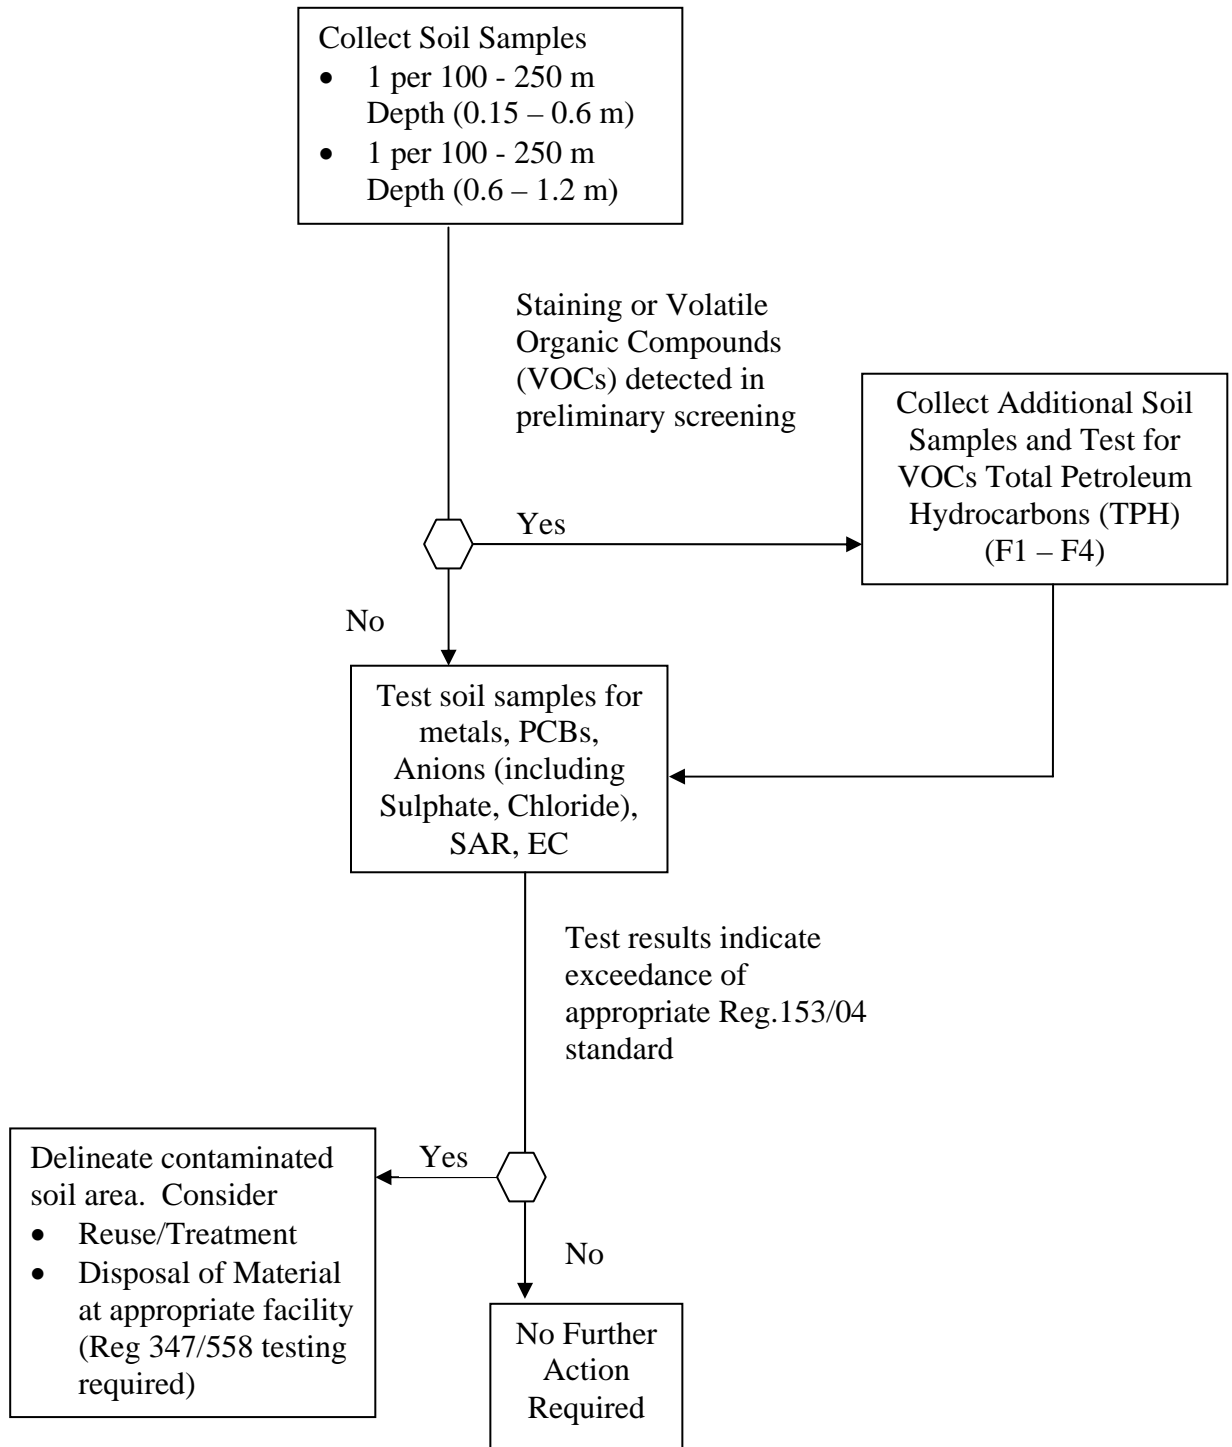 Collect Soil Samples
• 1 per 100 - 250 m
Depth (0.15 – 0.6 m)
• 1 per 100 - 250 m
Depth (0.6 – 1.2 m)
Staining or Volatile
Organic Compounds
(VOCs) detected in
preliminary screening
Collect Additional Soil
Samples and Test for
VOCs Total Petroleum
Hydrocarbons (TPH)
(F1 – F4)
Yes
No
Test soil samples for
metals, PCBs,
Anions (including
Sulphate, Chloride),
SAR, EC
Test results indicate
exceedance of
appropriate Reg.153/04
standard
Yes
Delineate contaminated
soil area.  Consider
• Reuse/Treatment
• Disposal of Material
at appropriate facility
(Reg 347/558 testing
required)
No
No Further
Action
Required